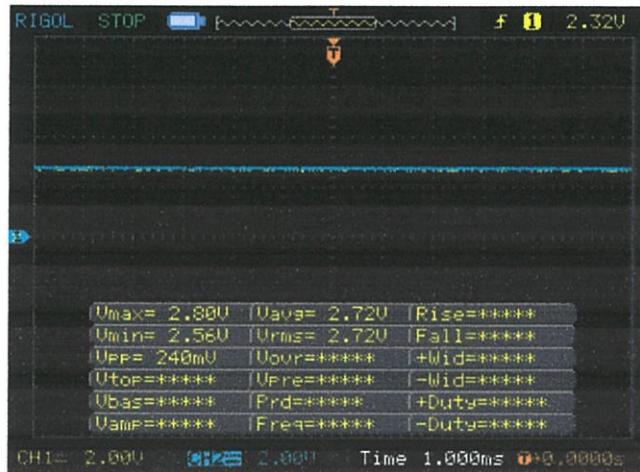 RIGOL STOP T f 1 2.32V
T
Vmax= 2.80V Vavg= 2.72V Rise=*****
Vmin= 2.56V Vrms= 2.72V Fall=*****
Vpp= 240mV Vovr=***** +Wid=*****
Vtop=***** Vpre=***** -Wid=*****
Vbas=***** Prd=***** +Duty=*****
Vamp=***** Freq=***** -Duty=*****
CH1= 2.00V CH2= 2.00V Time 1.000ms T+0.0000s